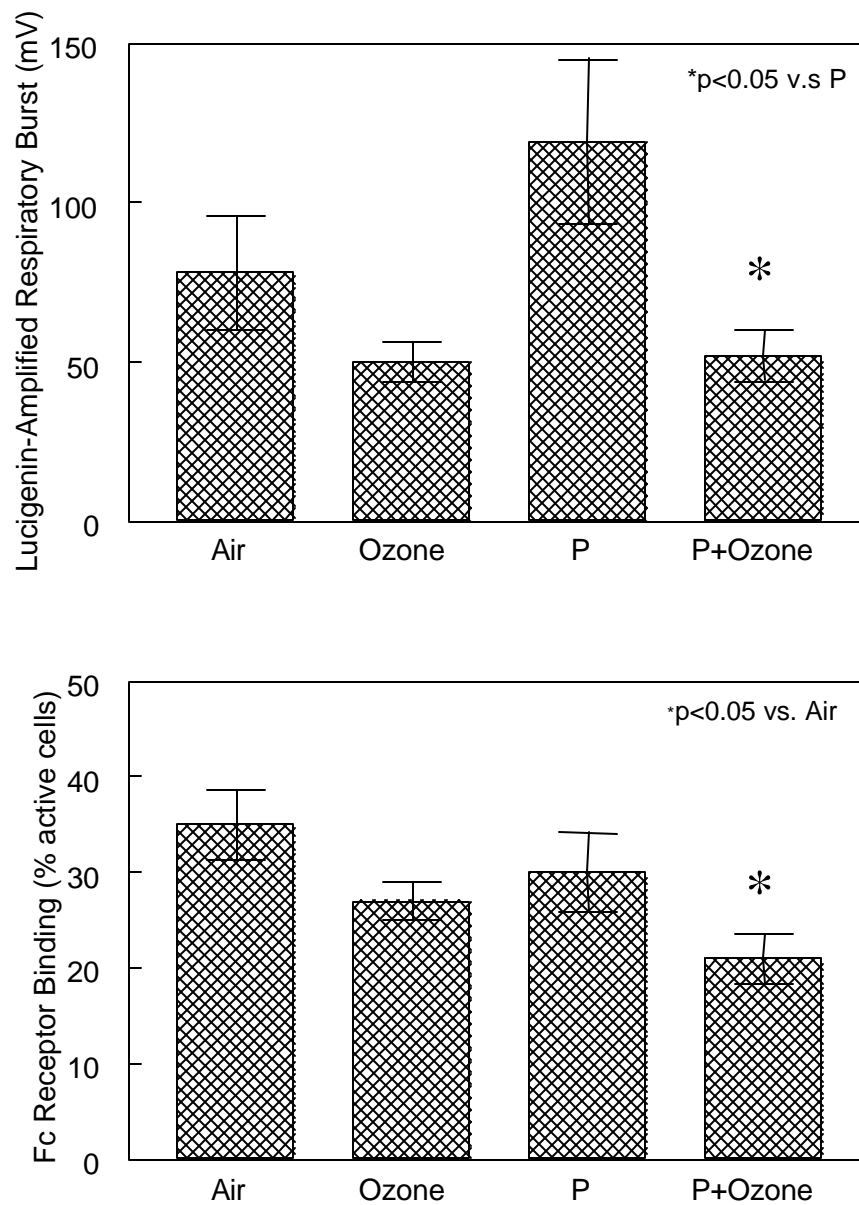 Lucigenin-Amplified Respiratory Burst (mV)
150
100
50
0
*p<0.05 v.s P
*
Air Ozone P P+Ozone
Fc Receptor Binding (% active cells)
50
40
30
20
10
0
*p<0.05 vs. Air
*
Air Ozone P P+Ozone